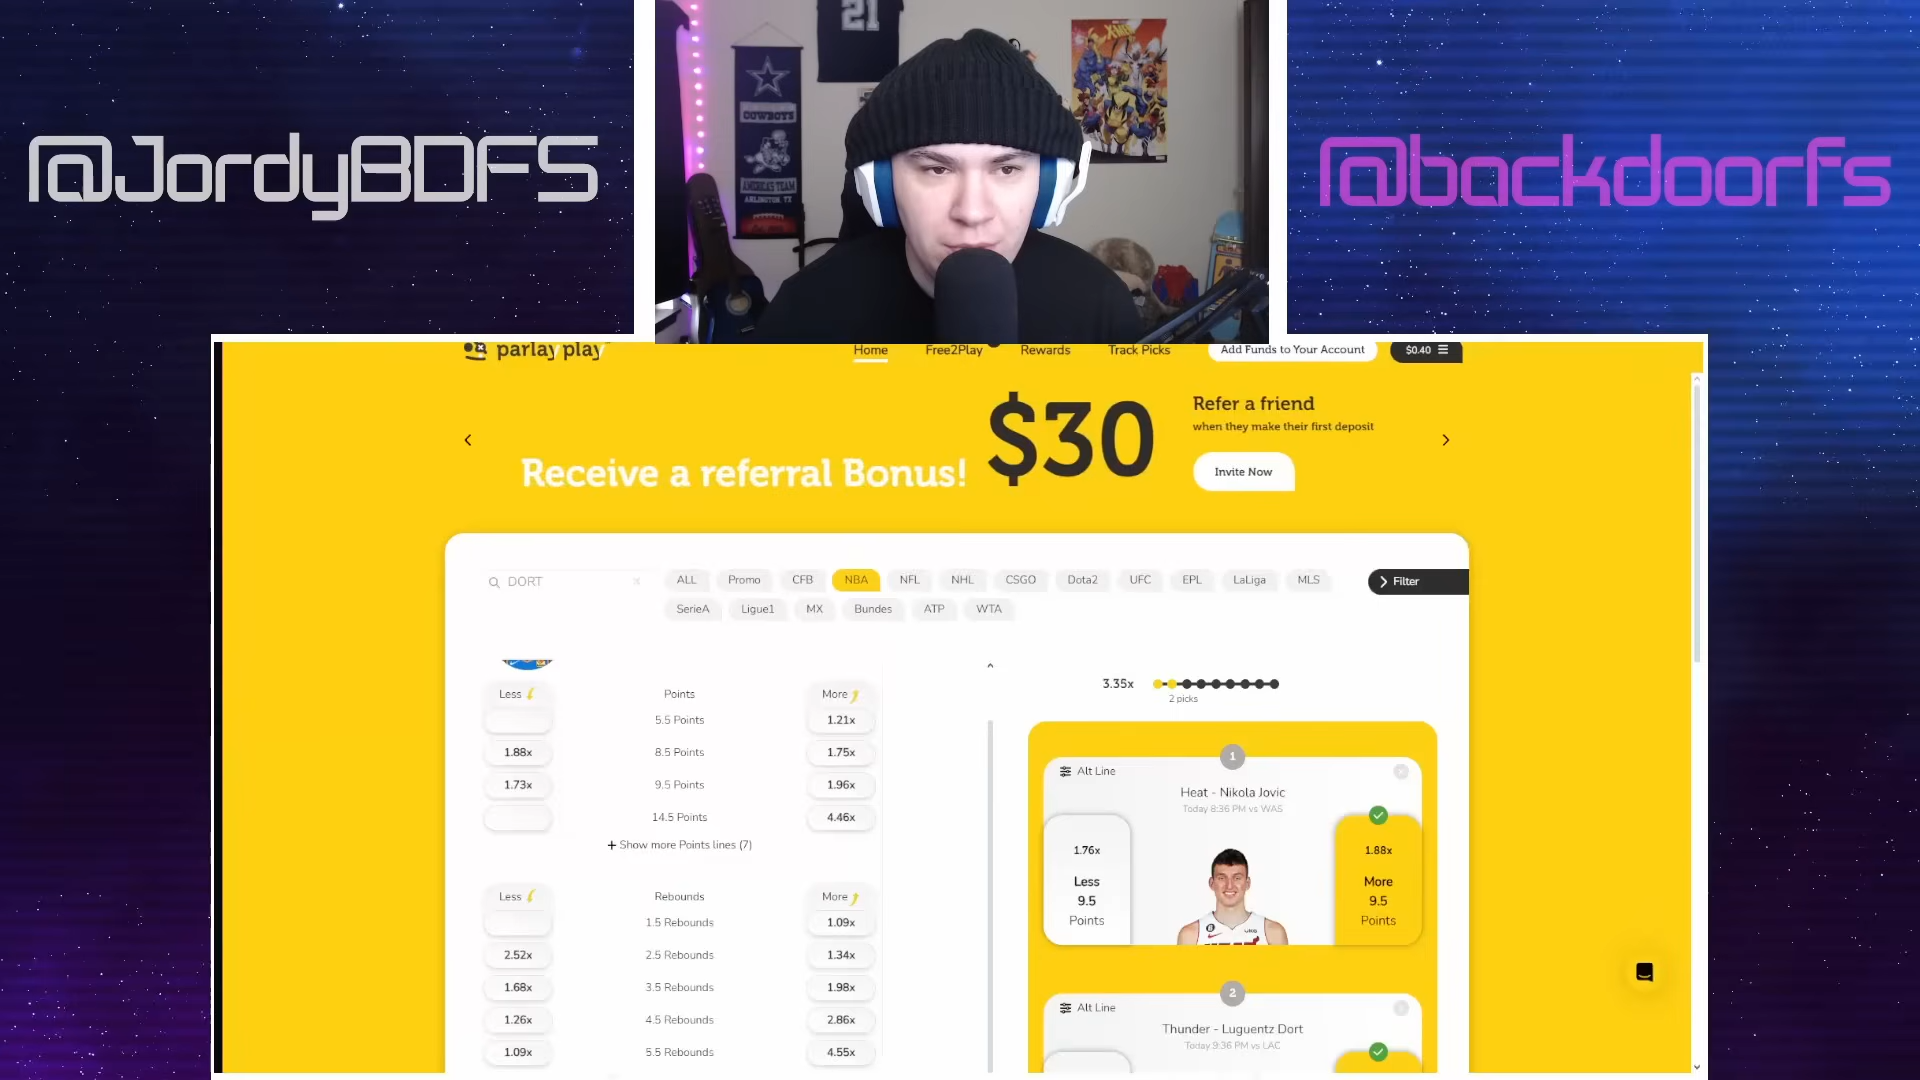 @JordyBDFS
21
COWBOYS
AMERICA'S TEAM
ARLINGTON, TX
X-MEN
@backdoorfs
parlay play
Home
Free2Play
Rewards
Track Picks
Add Funds to Your Account
$0.40
Receive a referral Bonus!
$30
Refer a friend
when they make their first deposit
Invite Now
DORT
ALL
Promo
CFB
NBA
NFL
NHL
CSGO
Dota2
UFC
EPL
LaLiga
MLS
Filter
SerieA
Ligue1
MX
Bundes
ATP
WTA
Less
Points
More
5.5 Points
1.21x
1.88x
8.5 Points
1.75x
1.73x
9.5 Points
1.96x
14.5 Points
4.46x
+ Show more Points lines (7)
Less
Rebounds
More
1.5 Rebounds
1.09x
2.52x
2.5 Rebounds
1.34x
1.68x
3.5 Rebounds
1.98x
1.26x
4.5 Rebounds
2.86x
1.09x
5.5 Rebounds
4.55x
3.35x
2 picks
1
Alt Line
Heat - Nikola Jovic
Today 8:36 PM vs WAS
1.76x
Less
9.5
Points
1.88x
More
9.5
Points
2
Alt Line
Thunder - Luguentz Dort
Today 9:36 PM vs LAC